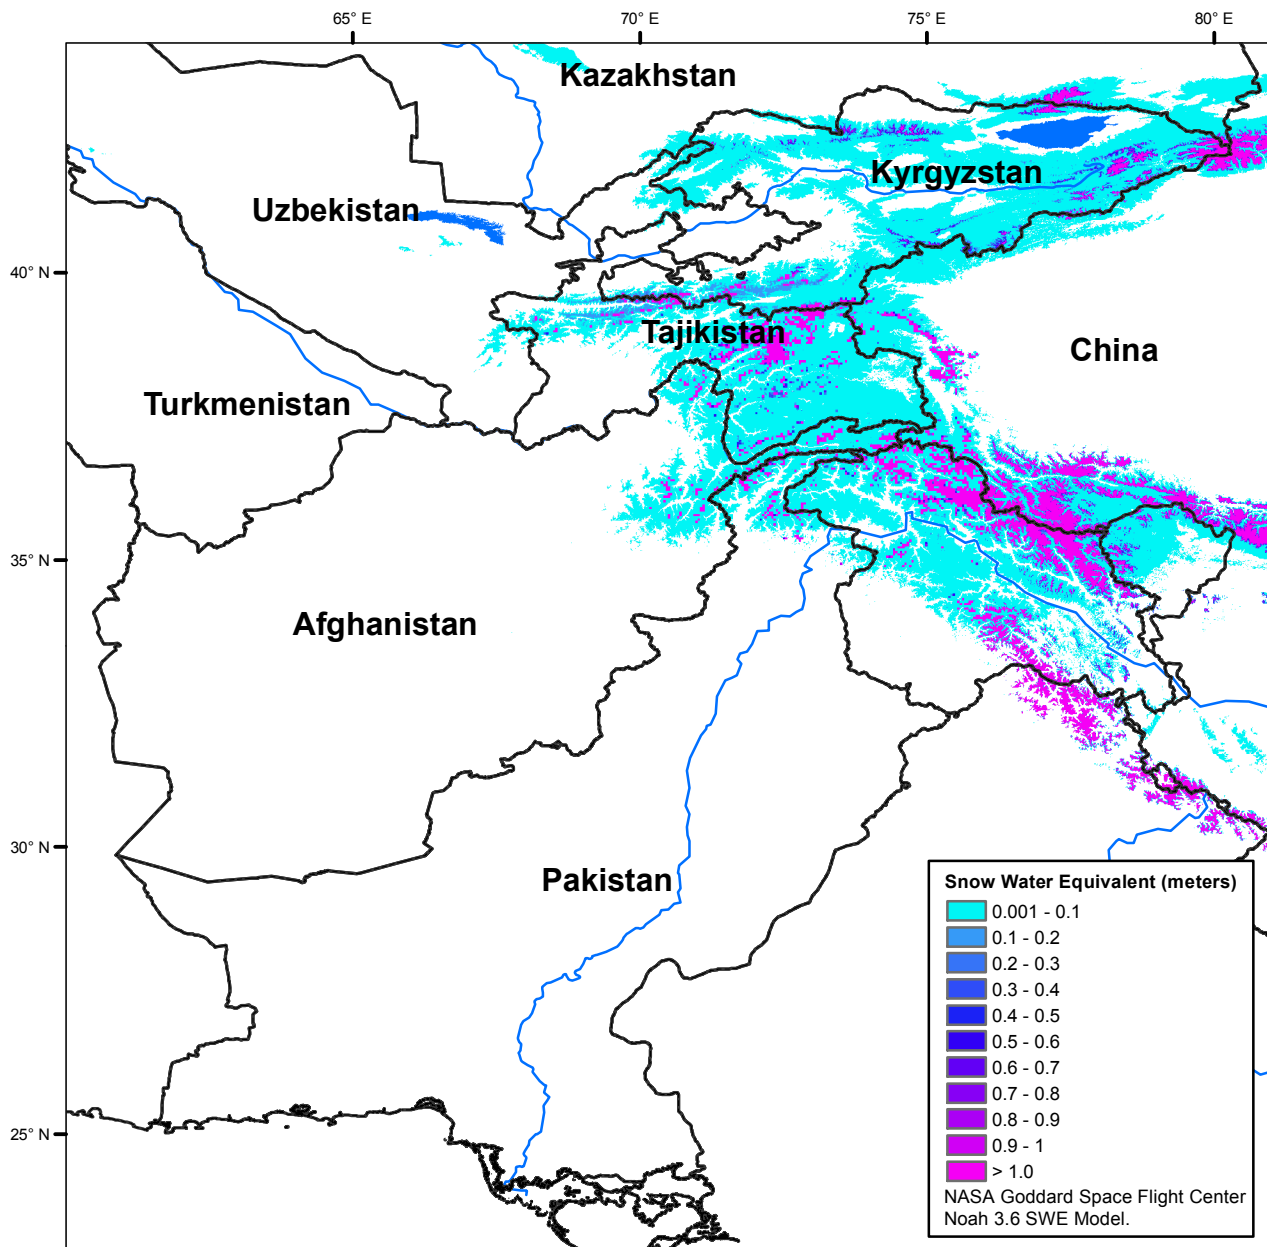 65° E
70° E
75° E
80° E
Kazakhstan
Kyrgyzstan
Uzbekistan
40° N
Tajikistan
China
Turkmenistan
35° N
Afghanistan
30° N
Pakistan
25° N
Snow Water Equivalent (meters)
0.001 - 0.1
0.1 - 0.2
0.2 - 0.3
0.3 - 0.4
0.4 - 0.5
0.5 - 0.6
0.6 - 0.7
0.7 - 0.8
0.8 - 0.9
0.9 - 1
> 1.0
NASA Goddard Space Flight Center
Noah 3.6 SWE Model.